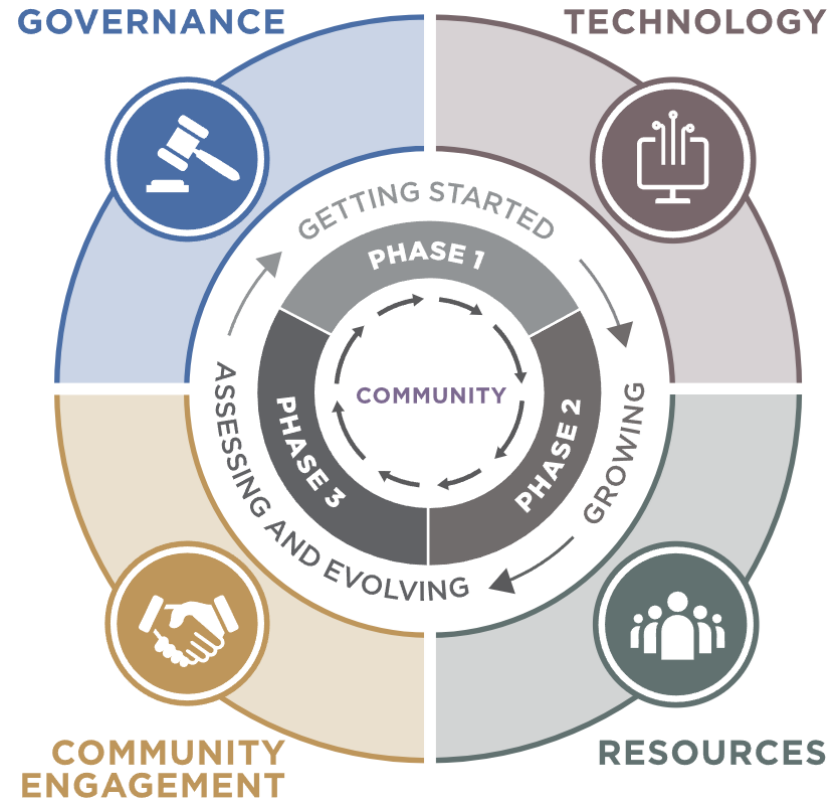 GOVERNANCE
TECHNOLOGY
GETTING STARTED
PHASE 1
COMMUNITY
PHASE 2
GROWING
PHASE 3
ASSESSING AND EVOLVING
COMMUNITY
ENGAGEMENT
RESOURCES